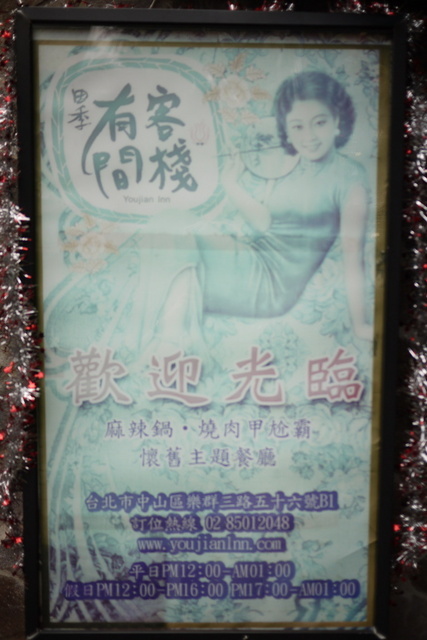 四季
有間客棧
Youjian Inn
歡迎光臨
麻辣鍋・燒肉甲尬霸
懷舊主題餐廳
台北市中山區樂群三路五十六號B1
訂位熱線 02 85012048
www.youjianinn.com
平日PM12:00-AM01:00
假日PM12:00-PM16:00 PM17:00-AM01:00